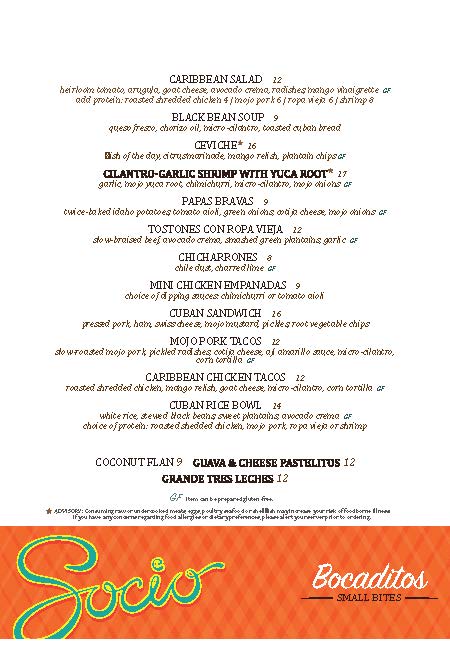 CARIBBEAN SALAD 12
heirloom tomato, arugula, goat cheese, avocado crema, radishes, mango vinaigrette GF
add protein: roasted shredded chicken 4 / mojo pork 6 / ropa vieja 6 / shrimp 8
BLACK BEAN SOUP 9
queso fresco, chorizo oil, micro-cilantro, toasted cuban bread
CEVICHE* 16
fish of the day, citrus marinade, mango relish, plantain chips GF
CILANTRO-GARLIC SHRIMP WITH YUCA ROOT* 17
garlic, mojo yuca root, chimichurri, micro-cilantro, mojo onions GF
PAPAS BRAVAS 9
twice-baked idaho potatoes, tomato aioli, green onions, cotija cheese, mojo onions GF
TOSTONES CON ROPA VIEJA 12
slow-braised beef, avocado crema, smashed green plantains, garlic GF
CHICHARRONES 8
chile dust, charred lime GF
MINI CHICKEN EMPANADAS 9
choice of dipping sauces: chimichurri or tomato aioli
CUBAN SANDWICH 16
pressed pork, ham, swiss cheese, mojo mustard, pickles, root vegetable chips
MOJO PORK TACOS 12
slow-roasted mojo pork, pickled radishes, cotija cheese, aji amarillo sauce, micro-cilantro,
corn tortilla GF
CARIBBEAN CHICKEN TACOS 12
roasted shredded chicken, mango relish, goat cheese, micro-cilantro, corn tortilla GF
CUBAN RICE BOWL 14
white rice, stewed black beans, sweet plantains, avocado crema GF
choice of protein: roasted shedded chicken, mojo pork, ropa vieja or shrimp
COCONUT FLAN 9 GUAVA & CHEESE PASTELITOS 12
GRANDE TRES LECHES 12
GF Item can be prepared gluten-free.
★ ADVISORY: Consuming raw or undercooked meats, eggs, poultry, seafood or shellfish may increase your risk of foodborne illness.
If you have any concerns regarding food allergies or dietary preferences, please alert your server prior to ordering.
Socio
Bocaditos
SMALL BITES